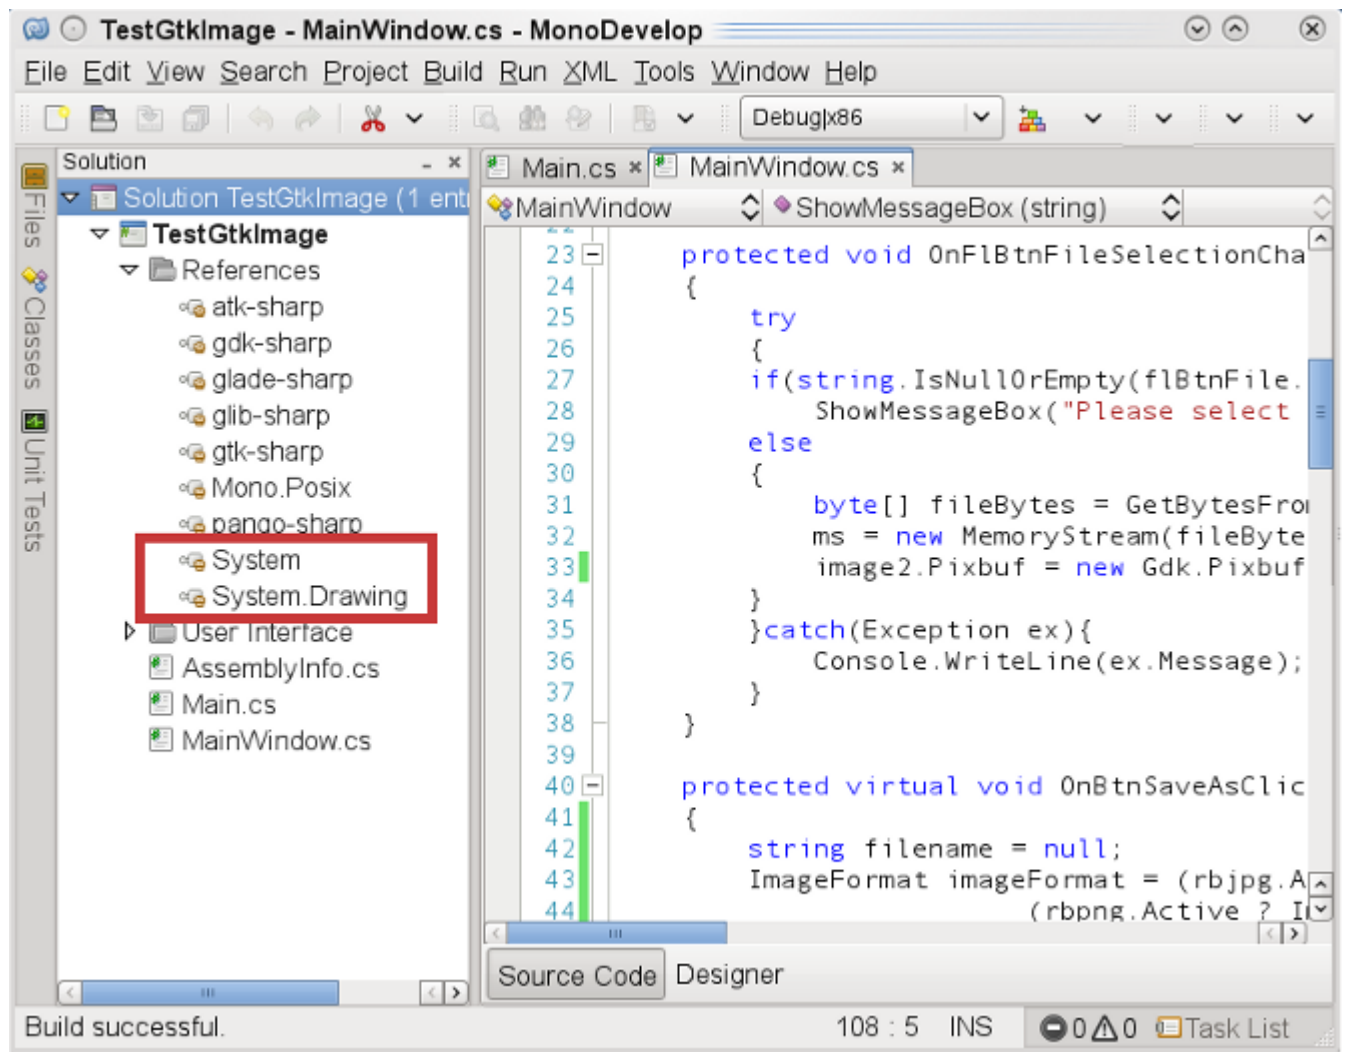 TestGtkImage - MainWindow.cs - MonoDevelop
File Edit View Search Project Build Run XML Tools Window Help
Debug|x86
Solution
Files
Classes
Unit Tests
Solution TestGtkImage (1 ent
TestGtkImage
References
atk-sharp
gdk-sharp
glade-sharp
glib-sharp
gtk-sharp
Mono.Posix
pango-sharp
System
System.Drawing
User Interface
AssemblyInfo.cs
Main.cs
MainWindow.cs
Main.cs MainWindow.cs
MainWindow ShowMessageBox (string)
22
23 protected void OnFlBtnFileSelectionCha
24 {
25 try
26 {
27 if(string.IsNullOrEmpty(flBtnFile.
28 ShowMessageBox("Please select
29 else
30 {
31 byte[] fileBytes = GetBytesFro
32 ms = new MemoryStream(fileByte
33 image2.Pixbuf = new Gdk.Pixbuf
34 }
35 }catch(Exception ex){
36 Console.WriteLine(ex.Message);
37 }
38 }
39
40 protected virtual void OnBtnSaveAsClic
41 {
42 string filename = null;
43 ImageFormat imageFormat = (rbjpg.A
44 (rbpng.Active ? I
Source Code Designer
Build successful. 108 : 5 INS 0 0 Task List